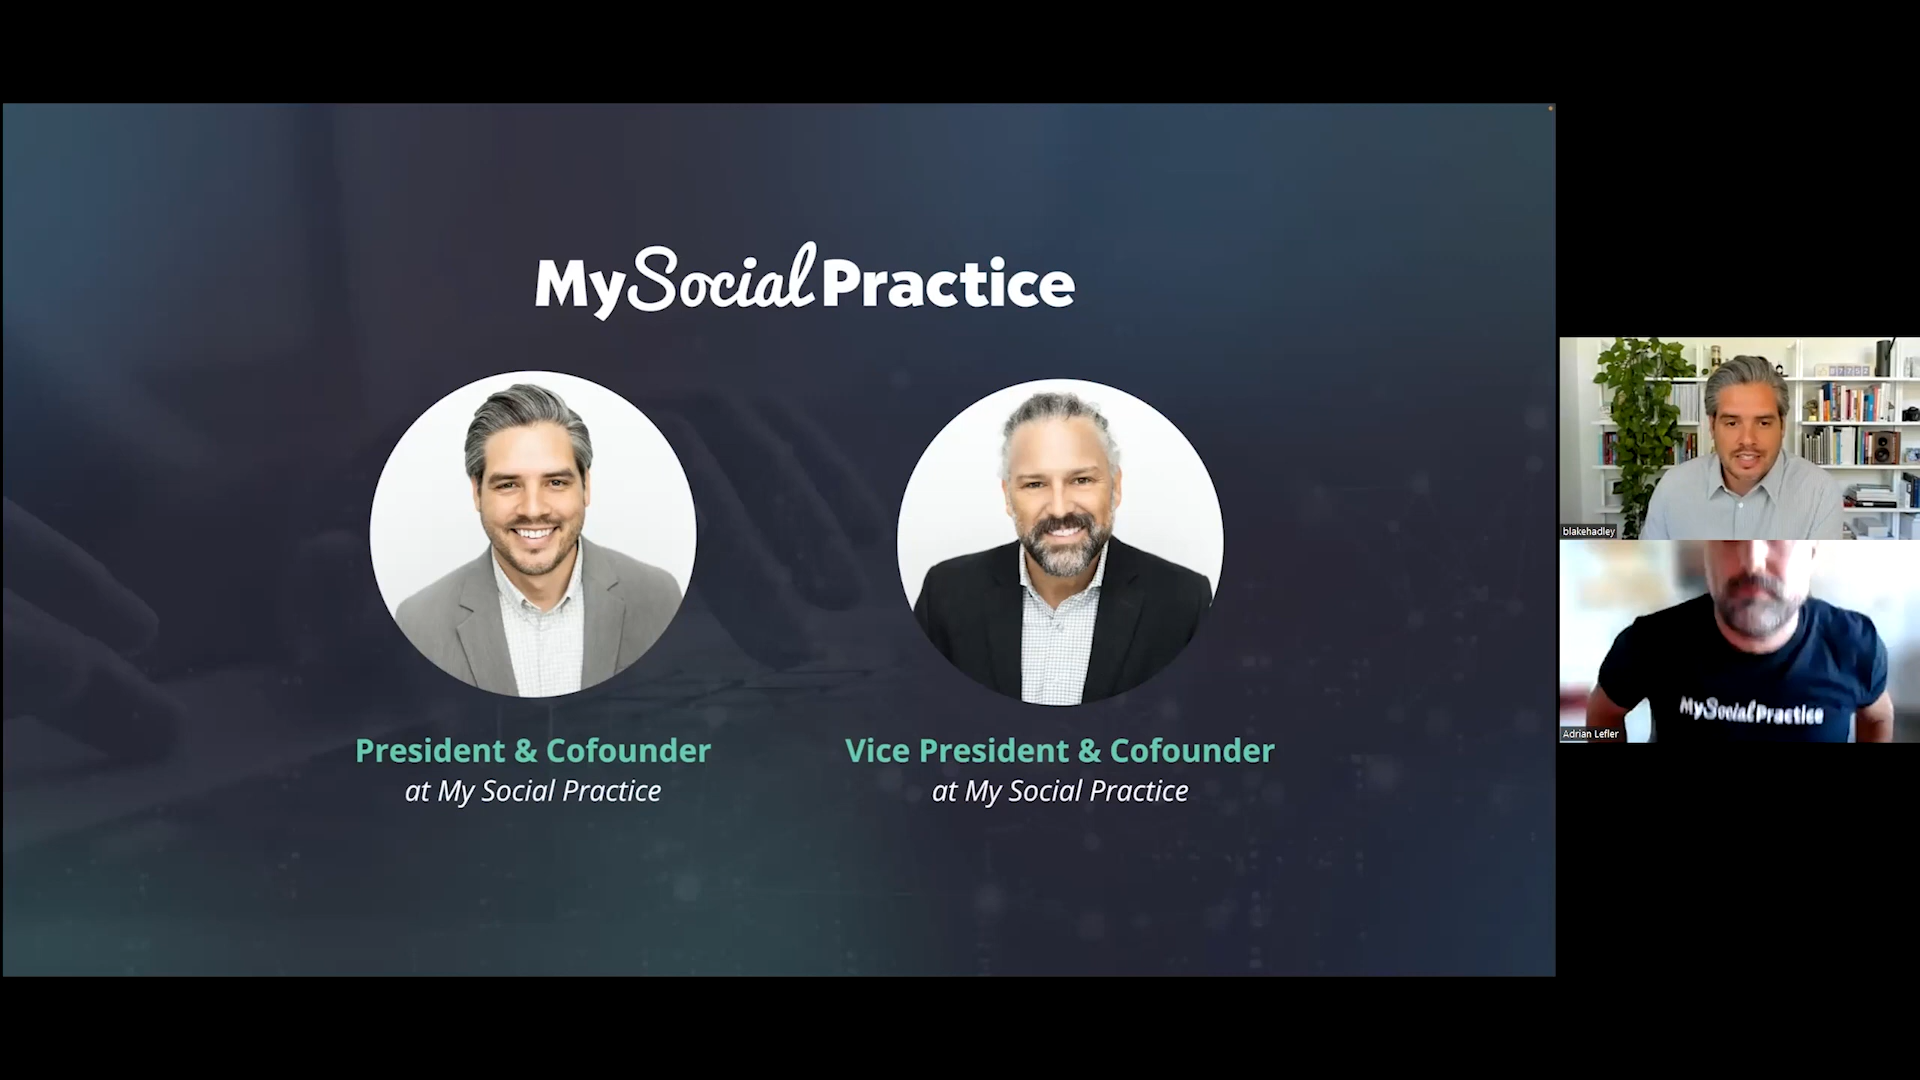 MySocialPractice
President & Cofounder
at My Social Practice
Vice President & Cofounder
at My Social Practice
blakehadley
MySocialPractice
Adrian Lefler